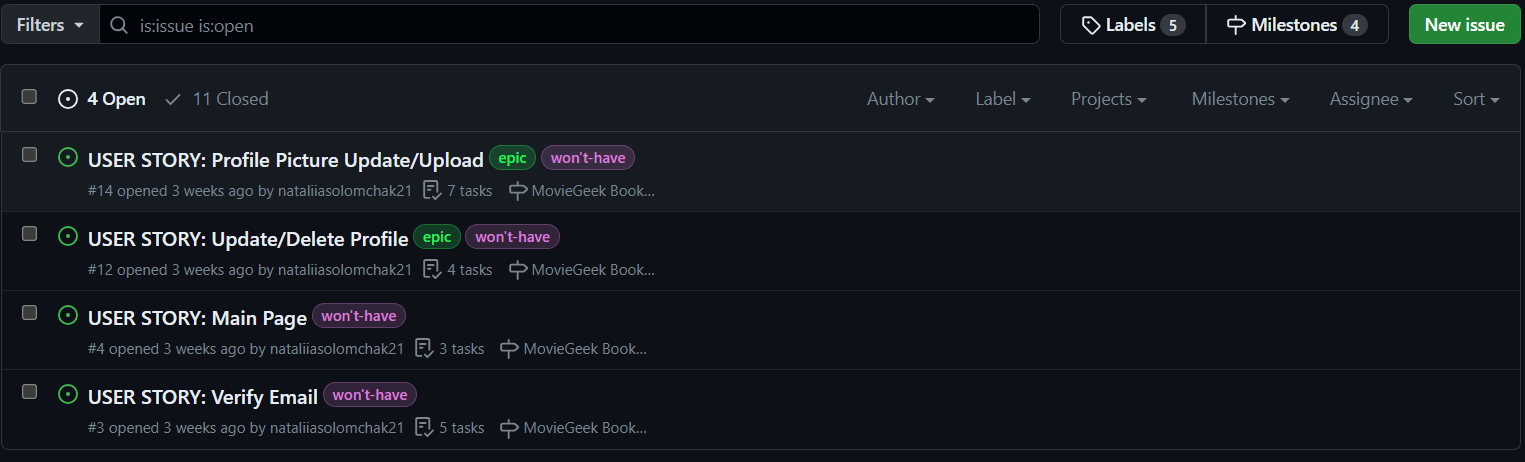 Filters is:issue is:open Labels 5 Milestones 4 New issue
4 Open 11 Closed Author Label Projects Milestones Assignee Sort
USER STORY: Profile Picture Update/Upload epic won't-have
#14 opened 3 weeks ago by nataliiasolomchak21 7 tasks MovieGeek Book...
USER STORY: Update/Delete Profile epic won't-have
#12 opened 3 weeks ago by nataliiasolomchak21 4 tasks MovieGeek Book...
USER STORY: Main Page won't-have
#4 opened 3 weeks ago by nataliiasolomchak21 3 tasks MovieGeek Book...
USER STORY: Verify Email won't-have
#3 opened 3 weeks ago by nataliiasolomchak21 5 tasks MovieGeek Book...